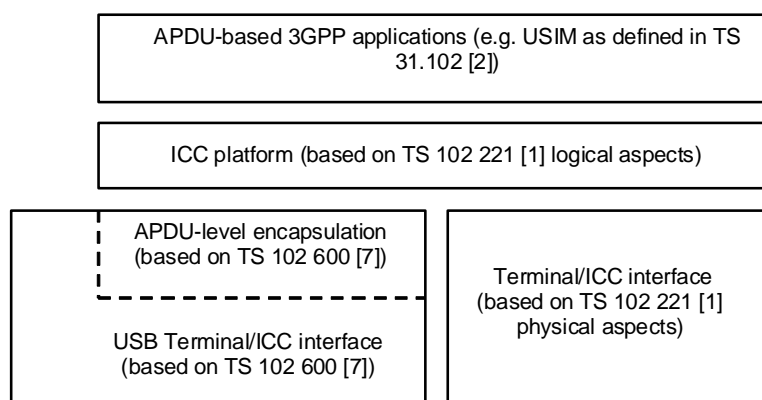 APDU-based 3GPP applications (e.g. USIM as defined in TS
31.102 [2])
ICC platform (based on TS 102 221 [1] logical aspects)
APDU-level encapsulation
(based on TS 102 600 [7])
USB Terminal/ICC interface
(based on TS 102 600 [7])
Terminal/ICC interface
(based on TS 102 221 [1]
physical aspects)